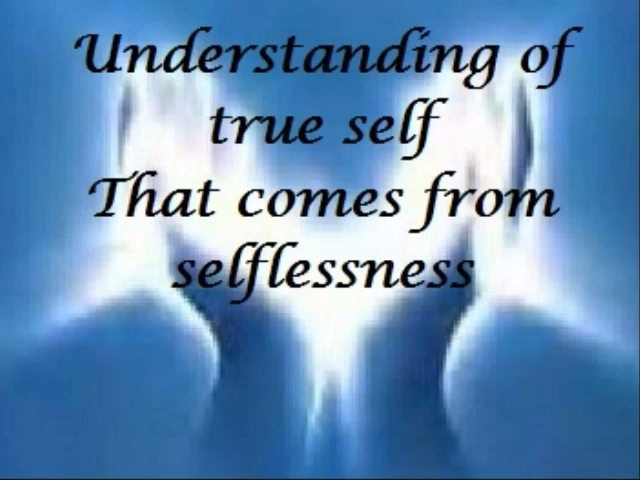 Understanding of
true self
That comes from
selflessness